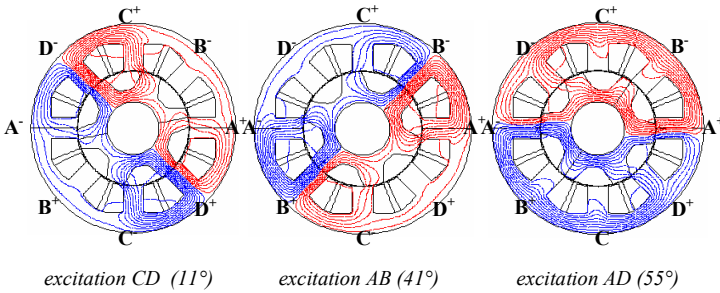 C+
D-
B-
A-
A+
B+
D+
C-
C+
D-
B-
A-
A+
B+
D+
C-
C+
D-
B-
A-
A+
B+
D+
C
excitation CD (11°)
excitation AB (41°)
excitation AD (55°)